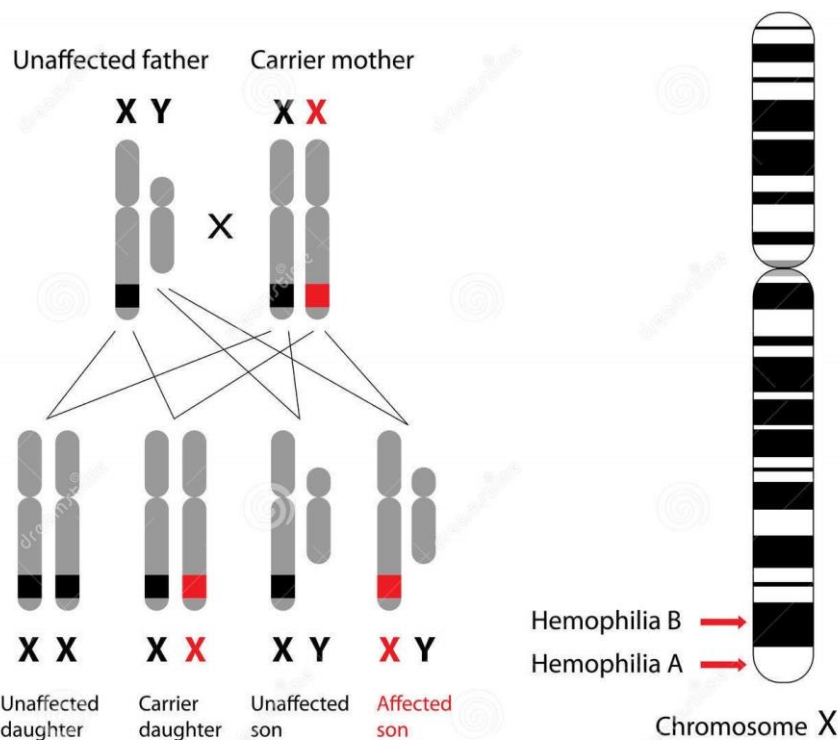 Unaffected father
Carrier mother
X Y
X X
X
X X
X X
X Y
X Y
Unaffected
daughter
Carrier
daughter
Unaffected
son
Affected
son
Hemophilia B
Hemophilia A
Chromosome X